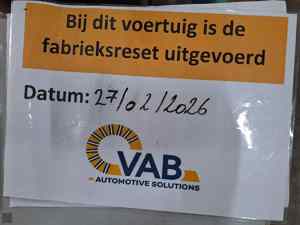 Bij dit voertuig is de
fabrieksreset uitgevoerd
Datum: 27/02/2026
VAB
AUTOMOTIVE SOLUTIONS